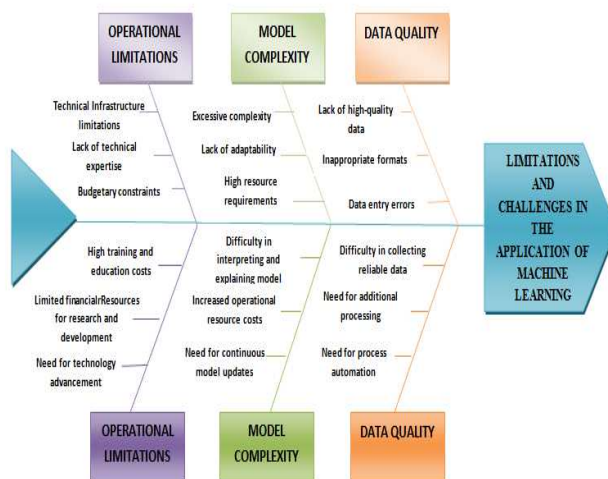 OPERATIONAL
LIMITATIONS
MODEL
COMPLEXITY
DATA QUALITY
Technical Infrastructure
limitations
Lack of technical
expertise
Budgetary constraints
Excessive complexity
Lack of adaptability
High resource
requirements
Lack of high-quality
data
Inappropriate formats
Data entry errors
LIMITATIONS
AND
CHALLENGES IN
THE
APPLICATION OF
MACHINE
LEARNING
High training and
education costs
Limited financialrResources
for research and
development
Need for technology
advancement
Difficulty in
interpreting and
explaining model
Increased operational
resource costs
Need for continuous
model updates
Difficulty in collecting
reliable data
Need for additional
processing
Need for process
automation
OPERATIONAL
LIMITATIONS
MODEL
COMPLEXITY
DATA QUALITY